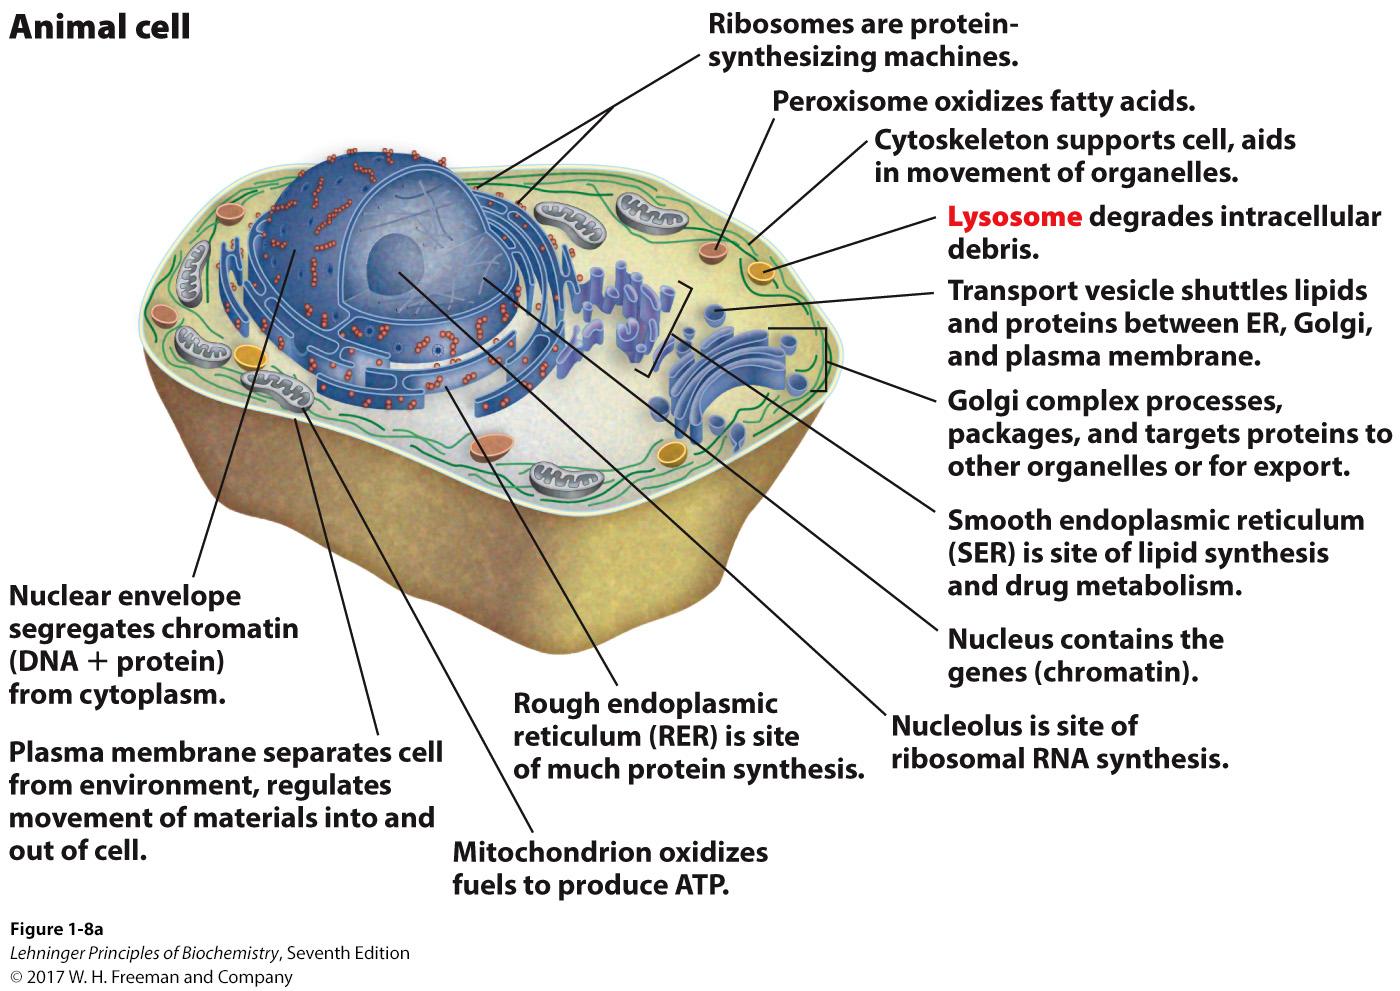 Animal cell
Ribosomes are protein-
synthesizing machines.
Peroxisome oxidizes fatty acids.
Cytoskeleton supports cell, aids
in movement of organelles.
Lysosome degrades intracellular
debris.
Transport vesicle shuttles lipids
and proteins between ER, Golgi,
and plasma membrane.
Golgi complex processes,
packages, and targets proteins to
other organelles or for export.
Smooth endoplasmic reticulum
(SER) is site of lipid synthesis
and drug metabolism.
Nucleus contains the
genes (chromatin).
Nucleolus is site of
ribosomal RNA synthesis.
Rough endoplasmic
reticulum (RER) is site
of much protein synthesis.
Mitochondrion oxidizes
fuels to produce ATP.
Nuclear envelope
segregates chromatin
(DNA + protein)
from cytoplasm.
Plasma membrane separates cell
from environment, regulates
movement of materials into and
out of cell.
Figure 1-8a
Lehninger Principles of Biochemistry, Seventh Edition
© 2017 W. H. Freeman and Company